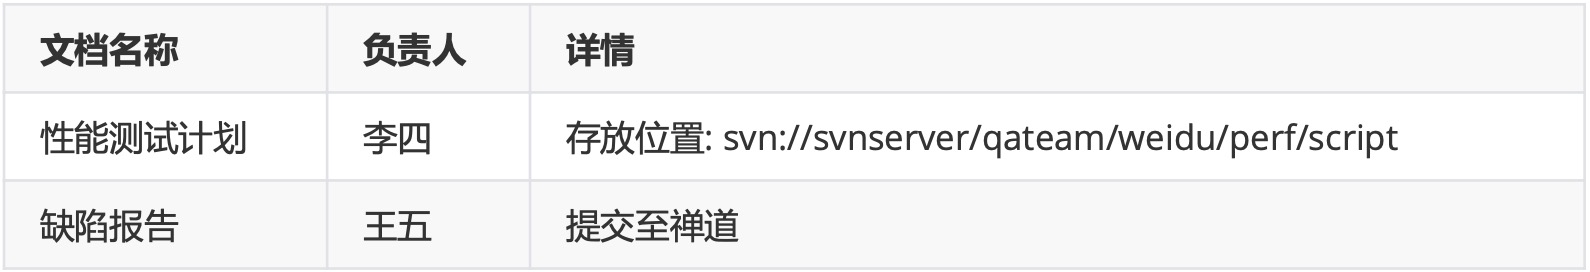 文档名称 负责人 详情
性能测试计划 李四 存放位置: svn://svnserver/qateam/weidu/perf/script
缺陷报告 王五 提交至禅道